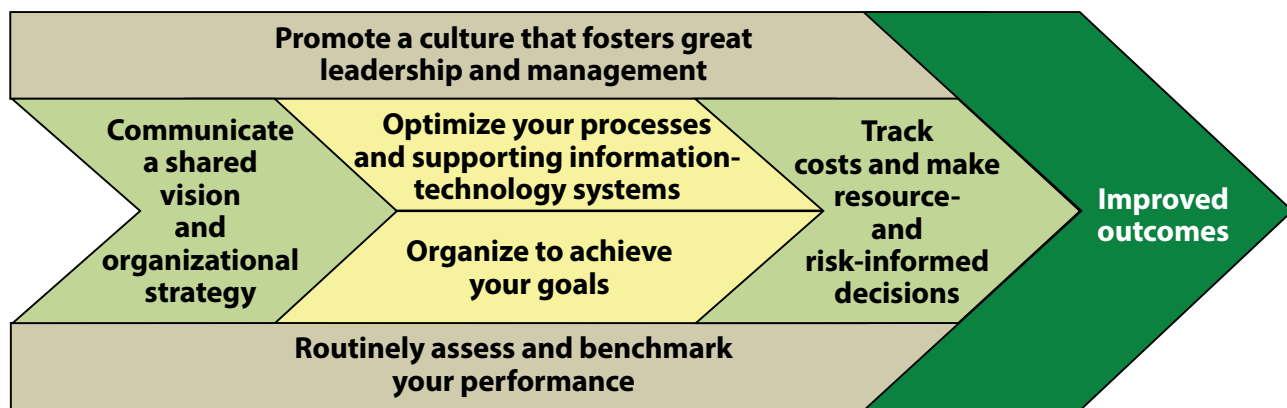 Promote a culture that fosters great
leadership and management
Communicate
a shared
vision
and
organizational
strategy
Optimize your processes
and supporting information-
technology systems
Organize to achieve
your goals
Track
costs and make
resource-
and
risk-informed
decisions
Improved
outcomes
Routinely assess and benchmark
your performance